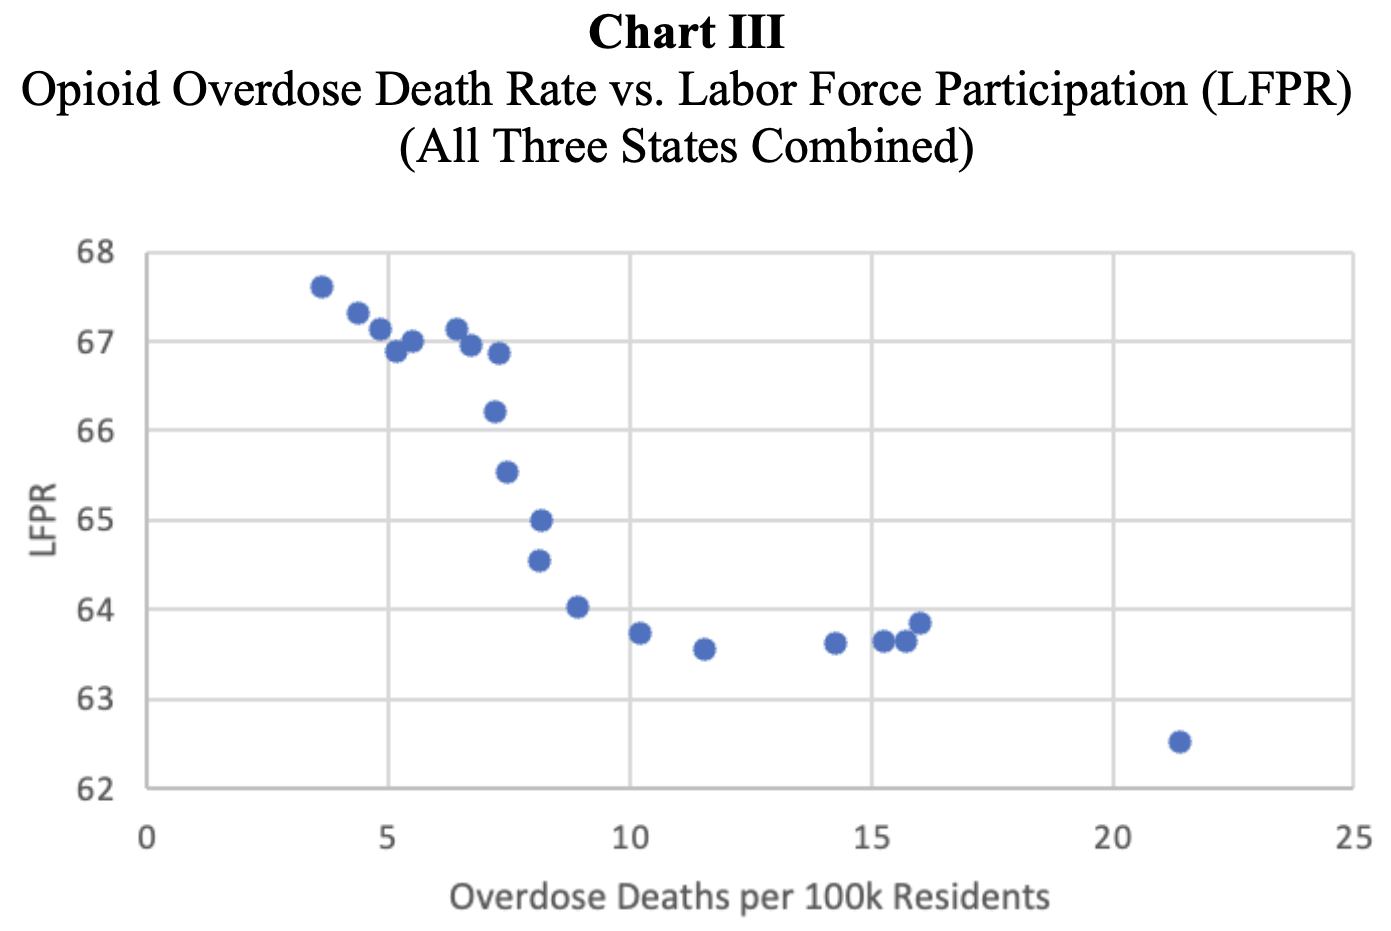 Chart III
Opioid Overdose Death Rate vs. Labor Force Participation (LFPR)
(All Three States Combined)
68
67
66
65
64
63
62
LFPR
0 5 10 15 20 25
Overdose Deaths per 100k Residents